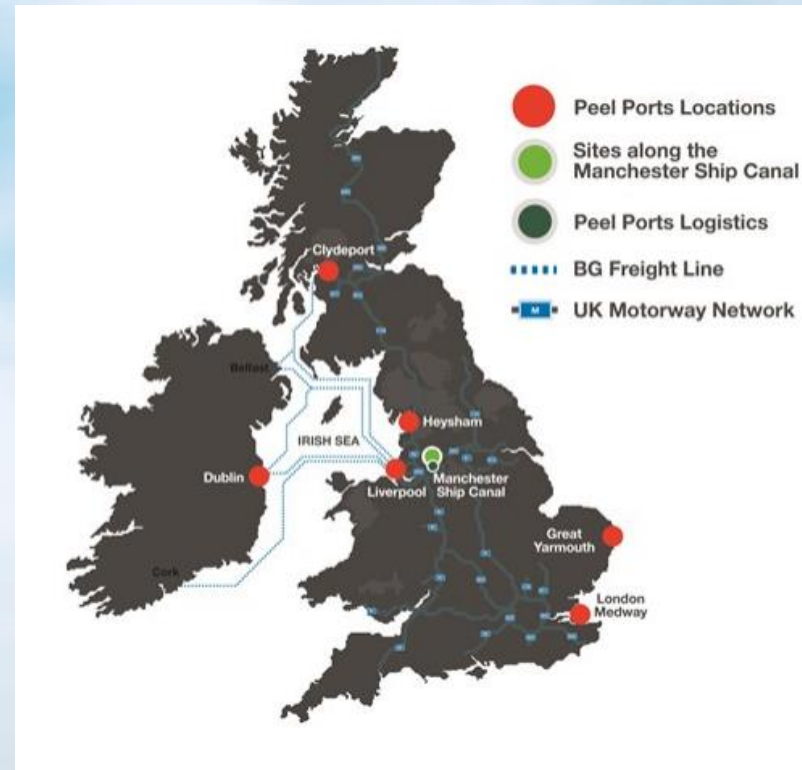 Peel Ports Locations
Sites along the
Manchester Ship Canal
Peel Ports Logistics
BG Freight Line
M
UK Motorway Network
Clydeport
Belfast
Heysham
IRISH SEA
Dublin
Liverpool
Manchester
Ship Canal
Great
Yarmouth
Cork
London
Medway